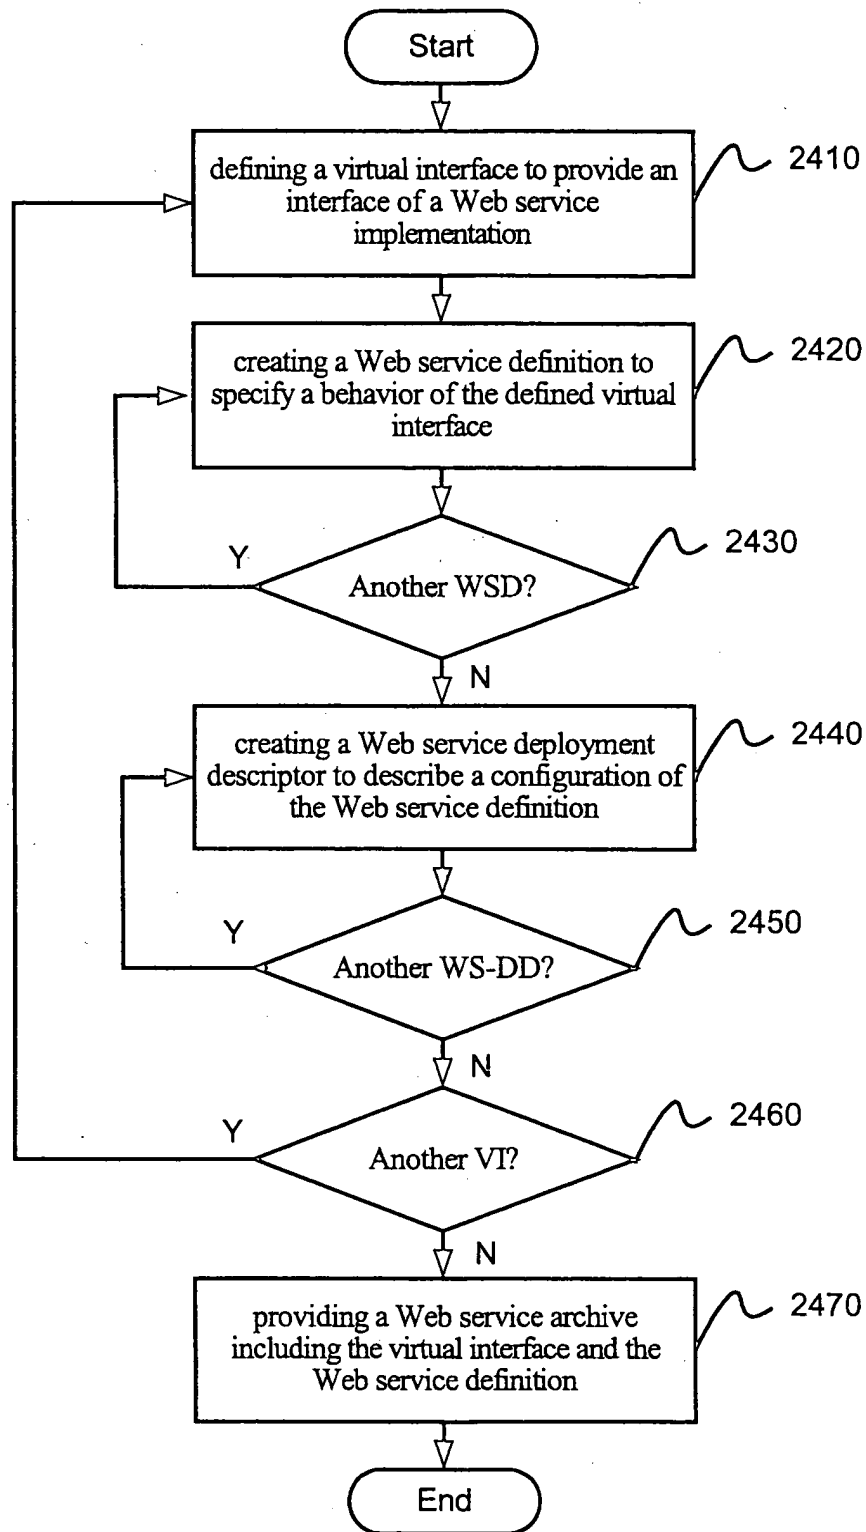 Start
defining a virtual interface to provide an
interface of a Web service
implementation
2410
creating a Web service definition to
specify a behavior of the defined virtual
interface
2420
Another WSD?
2430
Y
N
creating a Web service deployment
descriptor to describe a configuration of
the Web service definition
2440
Another WS-DD?
2450
Y
N
Another VI?
2460
Y
N
providing a Web service archive
including the virtual interface and the
Web service definition
2470
End